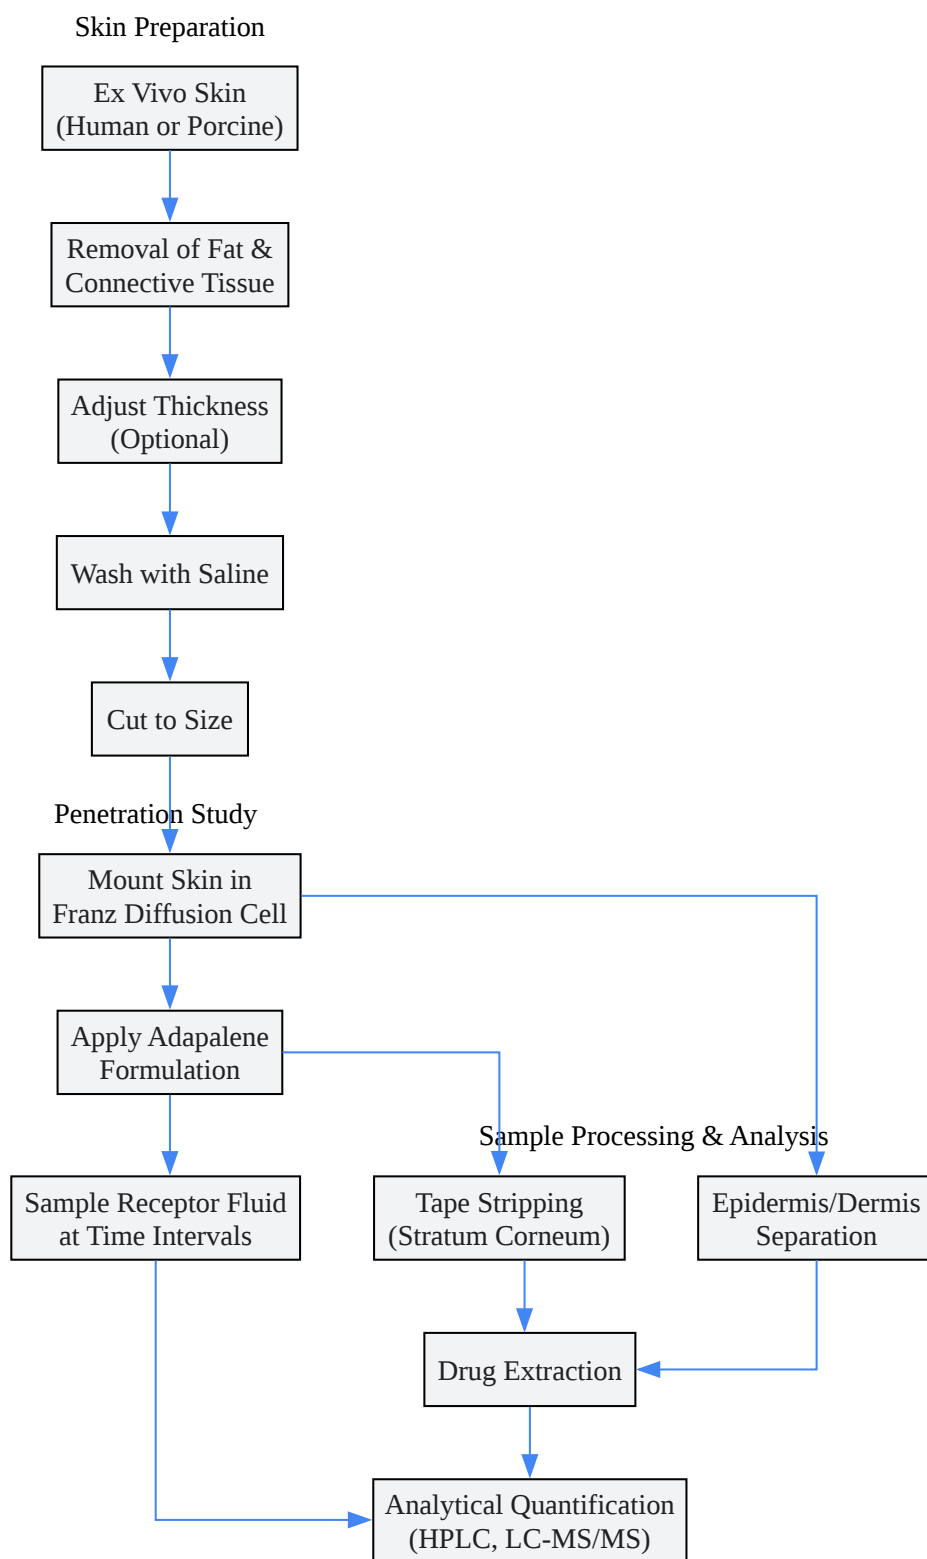 Skin Preparation
Ex Vivo Skin
(Human or Porcine)
Removal of Fat &
Connective Tissue
Adjust Thickness
(Optional)
Wash with Saline
Cut to Size
Penetration Study
Mount Skin in
Franz Diffusion Cell
Apply Adapalene
Formulation
Sample Processing & Analysis
Sample Receptor Fluid
at Time Intervals
Tape Stripping
(Stratum Corneum)
Epidermis/Dermis
Separation
Drug Extraction
Analytical Quantification
(HPLC, LC-MS/MS)